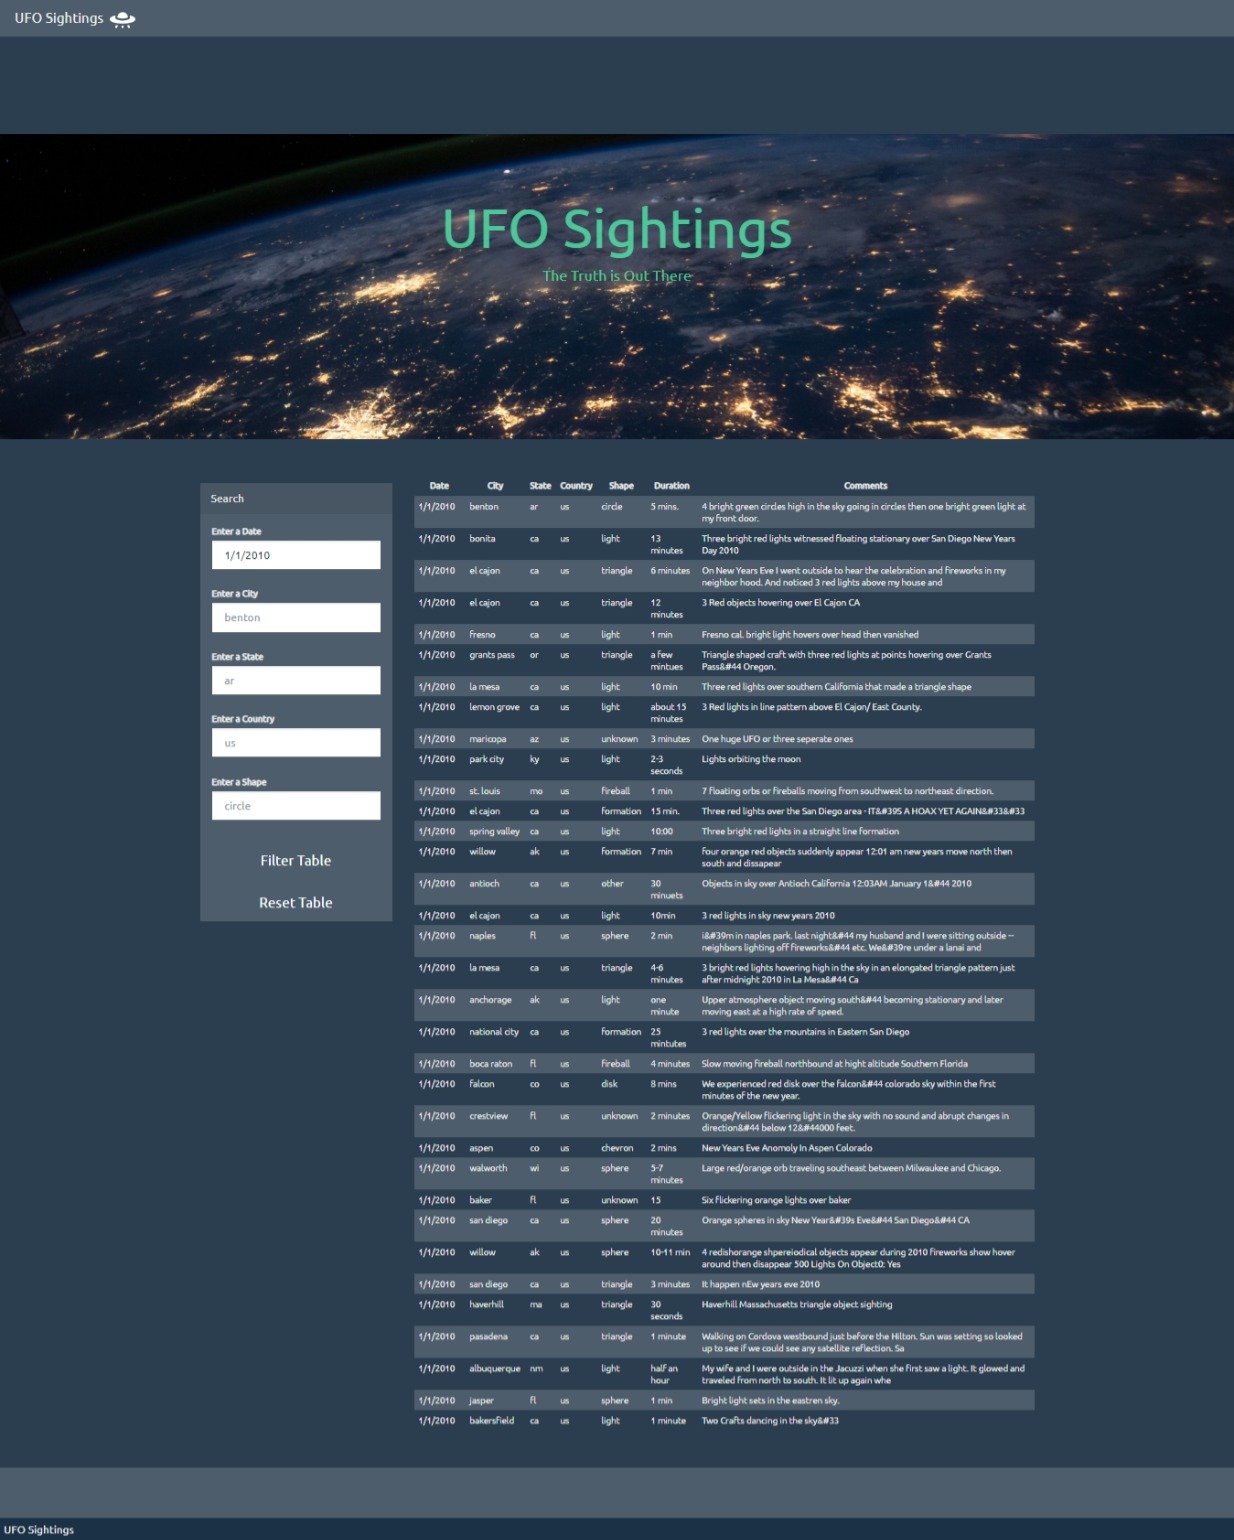 UFO Sightings
UFO Sightings
The Truth is Out There
Search
Enter a Date
1/1/2010
Enter a City
benton
Enter a State
ar
Enter a Country
us
Enter a Shape
circle
Filter Table
Reset Table
Date City State Country Shape Duration Comments
1/1/2010 benton ar us circle 5 mins. 4 bright green circles high in the sky going in circles then one bright green light at
my front door.
1/1/2010 bonita ca us light 13 Three bright red lights witnessed floating stationary over San Diego New Years
minutes Day 2010
1/1/2010 el cajon ca us triangle 6 minutes On New Years Eve I went outside to hear the celebration and fireworks in my
neighbor hood. And noticed 3 red lights above my house and
1/1/2010 el cajon ca us triangle 12 3 Red objects hovering over El Cajon CA
minutes
1/1/2010 fresno ca us light 1 min Fresno cal. bright light hovers over head then vanished
1/1/2010 grants pass or us triangle a few Triangle shaped craft with three red lights at points hovering over Grants
mintues Pass&#44 Oregon.
1/1/2010 la mesa ca us light 10 min Three red lights over southern California that made a triangle shape
1/1/2010 lemon grove ca us light about 15 3 Red lights in line pattern above El Cajon/ East County.
minutes
1/1/2010 maricopa az us unknown 3 minutes One huge UFO or three seperate ones
1/1/2010 park city ky us light 2-3 Lights orbiting the moon
seconds
1/1/2010 st. louis mo us fireball 1 min 7 floating orbs or fireballs moving from southwest to northeast direction.
1/1/2010 el cajon ca us formation 15 min. Three red lights over the San Diego area - IT&#39S A HOAX YET AGAIN&#33&#33
1/1/2010 spring valley ca us light 10:00 Three bright red lights in a straight line formation
1/1/2010 willow ak us formation 7 min four orange red objects suddenly appear 12:01 am new years move north then
south and dissapear
1/1/2010 antioch ca us other 30 Objects in sky over Antioch California 12:03AM January 1&#44 2010
minuets
1/1/2010 el cajon ca us light 10min 3 red lights in sky new years 2010
1/1/2010 naples fl us sphere 2 min i&#39m in naples park. last night&#44 my husband and I were sitting outside --
neighbors lighting off fireworks&#44 etc. We&#39re under a lanai and
1/1/2010 la mesa ca us triangle 4-6 3 bright red lights hovering high in the sky in an elongated triangle pattern just
minutes after midnight 2010 in La Mesa&#44 Ca
1/1/2010 anchorage ak us light one Upper atmosphere object moving south&#44 becoming stationary and later
minute moving east at a high rate of speed.
1/1/2010 national city ca us formation 25 3 red lights over the mountains in Eastern San Diego
mintutes
1/1/2010 boca raton fl us fireball 4 minutes Slow moving fireball northbound at hight altitude Southern Florida
1/1/2010 falcon co us disk 8 mins We experienced red disk over the falcon&#44 colorado sky within the first
minutes of the new year.
1/1/2010 crestview fl us unknown 2 minutes Orange/Yellow flickering light in the sky with no sound and abrupt changes in
direction&#44 below 12&#44000 feet.
1/1/2010 aspen co us chevron 2 mins New Years Eve Anomoly In Aspen Colorado
1/1/2010 walworth wi us sphere 5-7 Large red/orange orb traveling southeast between Milwaukee and Chicago.
minutes
1/1/2010 baker fl us unknown 15 Six flickering orange lights over baker
1/1/2010 san diego ca us sphere 20 Orange spheres in sky New Year&#39s Eve&#44 San Diego&#44 CA
minutes
1/1/2010 willow ak us sphere 10-11 min 4 redishorange shpereiodical objects appear during 2010 fireworks show hover
around then disappear 500 Lights On Object0: Yes
1/1/2010 san diego ca us triangle 3 minutes It happen nEw years eve 2010
1/1/2010 haverhill ma us triangle 30 Haverhill Massachusetts triangle object sighting
seconds
1/1/2010 pasadena ca us triangle 1 minute Walking on Cordova westbound just before the Hilton. Sun was setting so looked
up to see if we could see any satellite reflection. Sa
1/1/2010 albuquerque nm us light half an My wife and I were outside in the Jacuzzi when she first saw a light. It glowed and
hour traveled from north to south. It lit up again whe
1/1/2010 jasper fl us sphere 1 min Bright light sets in the eastren sky.
1/1/2010 bakersfield ca us light 1 minute Two Crafts dancing in the sky&#33
UFO Sightings